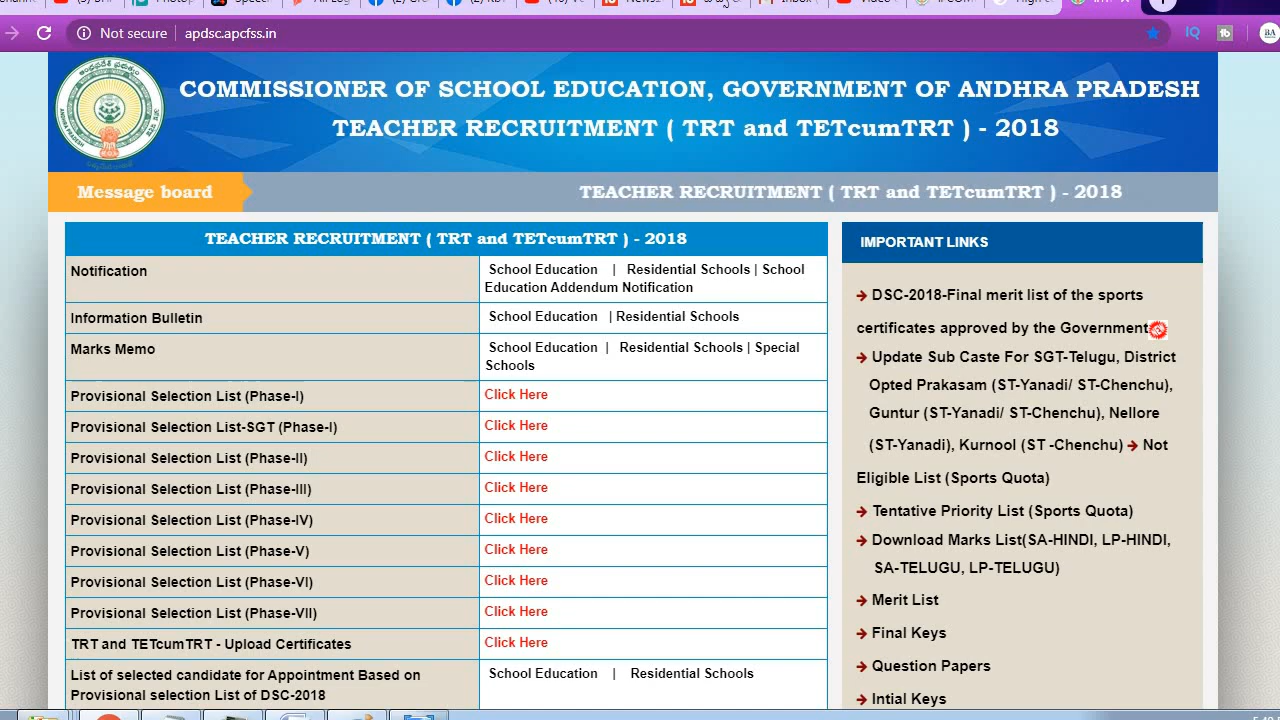 Not secure
apdsc.apcfss.in
IQ
BA
COMMISSIONER OF SCHOOL EDUCATION, GOVERNMENT OF ANDHRA PRADESH
TEACHER RECRUITMENT ( TRT and TETcumTRT ) - 2018
Message board
TEACHER RECRUITMENT ( TRT and TETcumTRT ) - 2018
TEACHER RECRUITMENT ( TRT and TETcumTRT ) - 2018
Notification
School Education | Residential Schools | School
Education Addendum Notification
Information Bulletin
School Education | Residential Schools
Marks Memo
School Education | Residential Schools | Special
Schools
Provisional Selection List (Phase-I)
Click Here
Provisional Selection List-SGT (Phase-I)
Click Here
Provisional Selection List (Phase-II)
Click Here
Provisional Selection List (Phase-III)
Click Here
Provisional Selection List (Phase-IV)
Click Here
Provisional Selection List (Phase-V)
Click Here
Provisional Selection List (Phase-VI)
Click Here
Provisional Selection List (Phase-VII)
Click Here
TRT and TETcumTRT - Upload Certificates
Click Here
List of selected candidate for Appointment Based on
Provisional selection List of DSC-2018
School Education | Residential Schools
IMPORTANT LINKS
DSC-2018-Final merit list of the sports
certificates approved by the Government
Update Sub Caste For SGT-Telugu, District
Opted Prakasam (ST-Yanadi/ ST-Chenchu),
Guntur (ST-Yanadi/ ST-Chenchu), Nellore
(ST-Yanadi), Kurnool (ST -Chenchu) Not
Eligible List (Sports Quota)
Tentative Priority List (Sports Quota)
Download Marks List(SA-HINDI, LP-HINDI,
SA-TELUGU, LP-TELUGU)
Merit List
Final Keys
Question Papers
Intial Keys